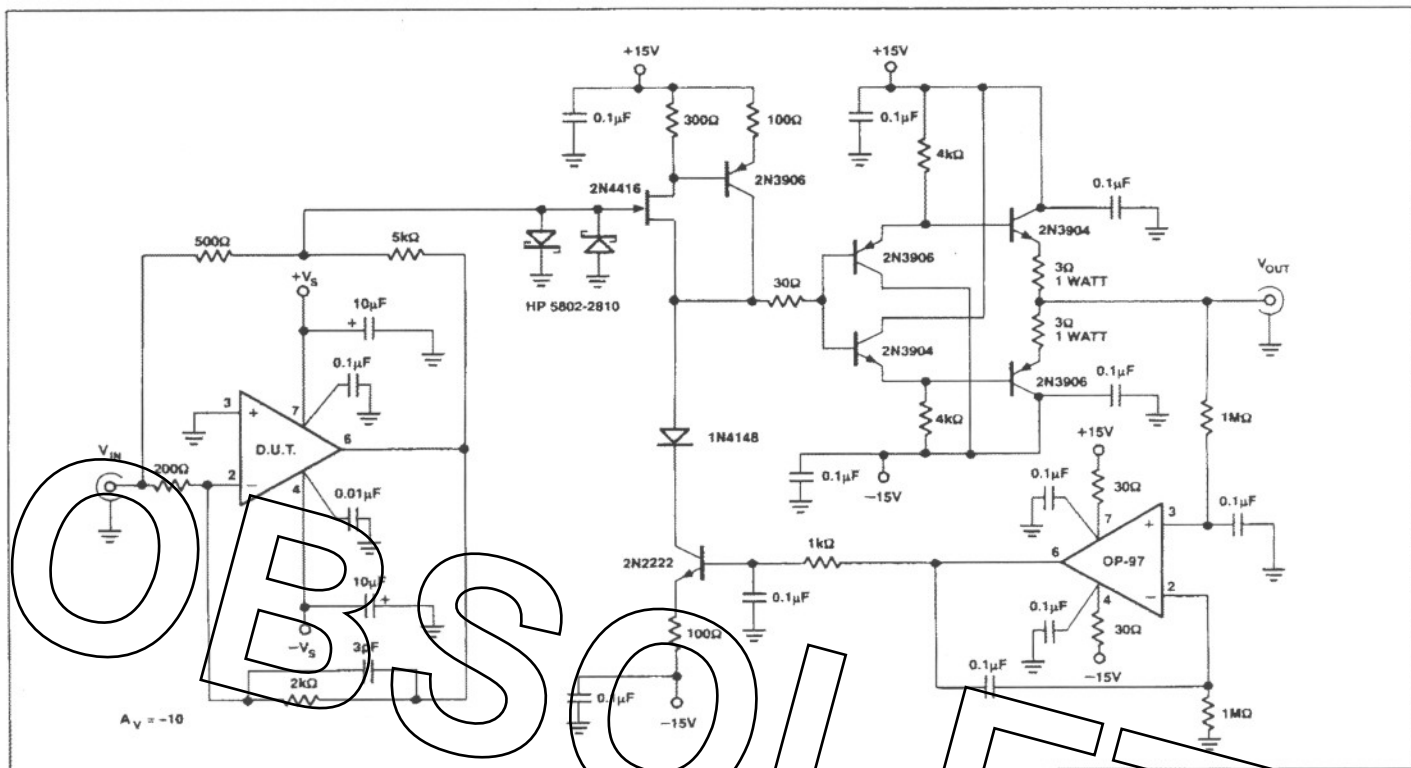 +15V
+15V
0.1μF
300Ω
100Ω
0.1μF
4kΩ
2N4416
2N3906
0.1μF
2N3904
500Ω
5kΩ
+VS
10μF
+
HP 5802-2810
30Ω
2N3906
3Ω
1 WATT
VOUT
3Ω
1 WATT
2N3904
2N3906
0.1μF
0.1μF
3
+
7
D.U.T.
6
2
−
4
VIN
200Ω
0.01μF
1N4148
4kΩ
0.1μF
−15V
1MΩ
+15V
0.1μF
30Ω
7
3
+
0.1μF
6
OP-97
2
−
4
0.1μF
30Ω
−15V
10μF
+
−VS
3pF
2kΩ
AV = −10
2N2222
1kΩ
0.1μF
100Ω
0.1μF
−15V
0.1μF
1MΩ
OBSOLET